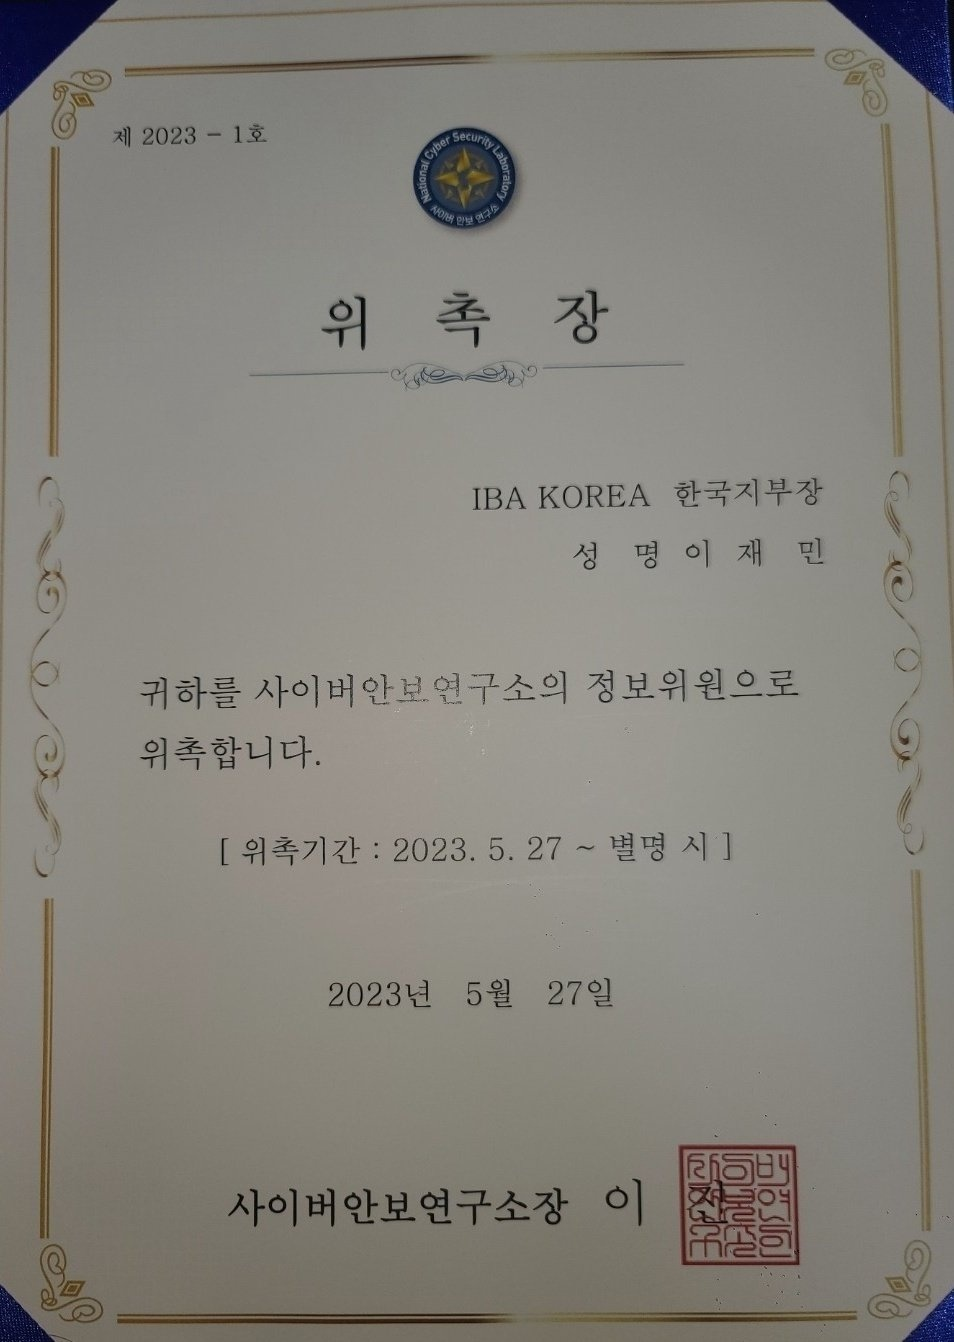 제 2023 - 1호
National Cyber Security Laboratory
사이버 안보 연구소
위 촉 장
IBA KOREA 한국지부장
성 명 이 재 민
귀하를 사이버안보연구소의 정보위원으로
위촉합니다.
[ 위촉기간 : 2023. 5. 27 ~ 별명 시 ]
2023년 5월 27일
사이버안보연구소장 이 진